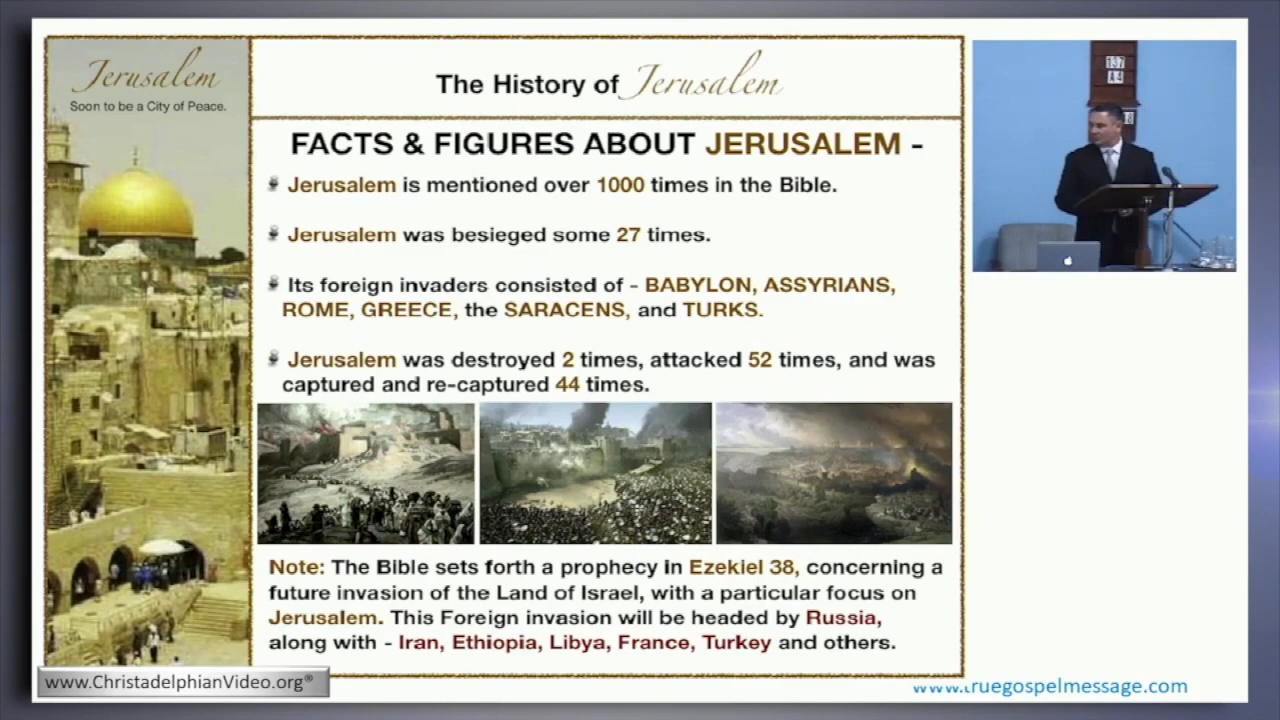 Jerusalem
Soon to be a City of Peace.
The History of Jerusalem
FACTS & FIGURES ABOUT JERUSALEM -
Jerusalem is mentioned over 1000 times in the Bible.
Jerusalem was besieged some 27 times.
Its foreign invaders consisted of - BABYLON, ASSYRIANS,
ROME, GREECE, the SARACENS, and TURKS.
Jerusalem was destroyed 2 times, attacked 52 times, and was
captured and re-captured 44 times.
Note: The Bible sets forth a prophecy in Ezekiel 38, concerning a
future invasion of the Land of Israel, with a particular focus on
Jerusalem. This Foreign invasion will be headed by Russia,
along with - Iran, Ethiopia, Libya, France, Turkey and others.
137
www.ChristadelphianVideo.org®
www.truegospelmessage.com